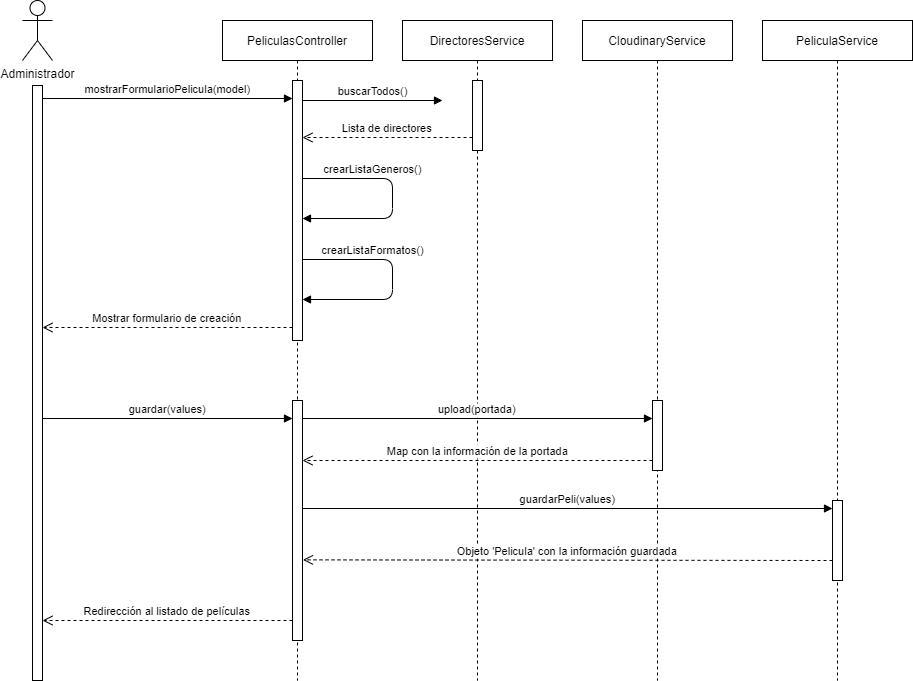 PeliculasController
DirectoresService
CloudinaryService
PeliculaService
Administrador
mostrarFormularioPelicula(model)
buscarTodos()
Lista de directores
crearListaGeneros()
crearListaFormatos()
Mostrar formulario de creación
guardar(values)
upload(portada)
Map con la información de la portada
guardarPeli(values)
Objeto 'Pelicula' con la información guardada
Redirección al listado de películas